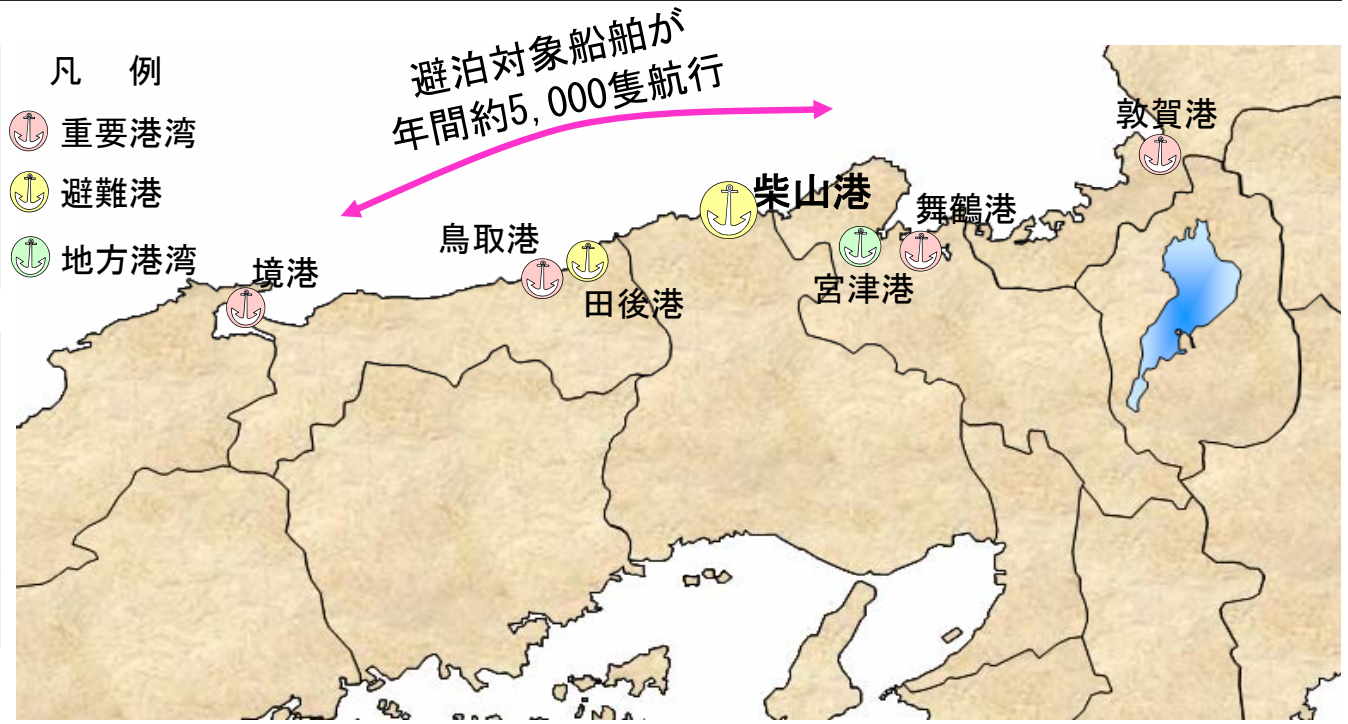 避泊対象船舶が
年間約5,000隻航行
凡 例
重要港湾
避難港
地方港湾
敦賀港
柴山港
舞鶴港
鳥取港
境港
宮津港
田後港